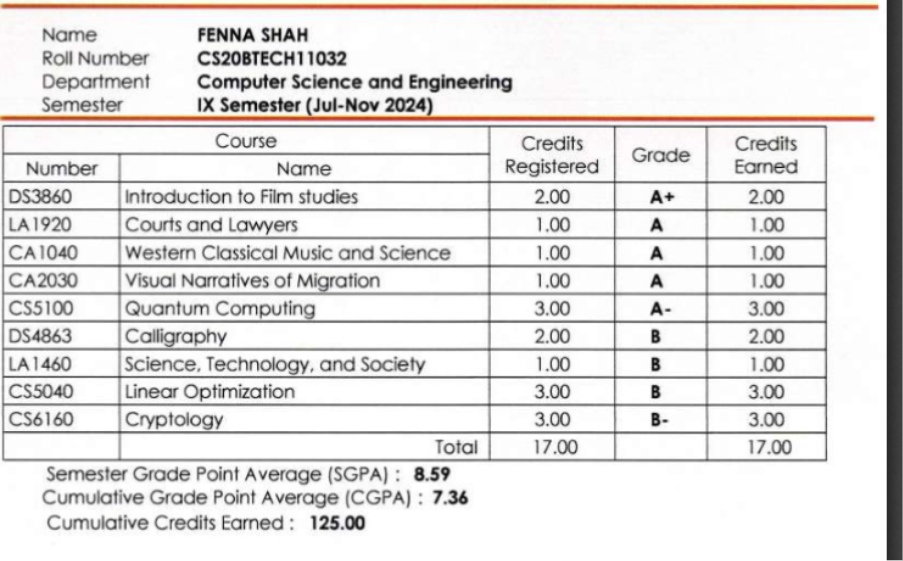 Name FENNA SHAH
Roll Number CS20BTECH11032
Department Computer Science and Engineering
Semester IX Semester (Jul-Nov 2024)
Course Credits Registered Grade Credits Earned
Number Name
DS3860 Introduction to Film studies 2.00 A+ 2.00
LA1920 Courts and Lawyers 1.00 A 1.00
CA1040 Western Classical Music and Science 1.00 A 1.00
CA2030 Visual Narratives of Migration 1.00 A 1.00
CS5100 Quantum Computing 3.00 A- 3.00
DS4863 Calligraphy 2.00 B 2.00
LA1460 Science, Technology, and Society 1.00 B 1.00
CS5040 Linear Optimization 3.00 B 3.00
CS6160 Cryptology 3.00 B- 3.00
Total 17.00 17.00
Semester Grade Point Average (SGPA) : 8.59
Cumulative Grade Point Average (CGPA) : 7.36
Cumulative Credits Earned : 125.00